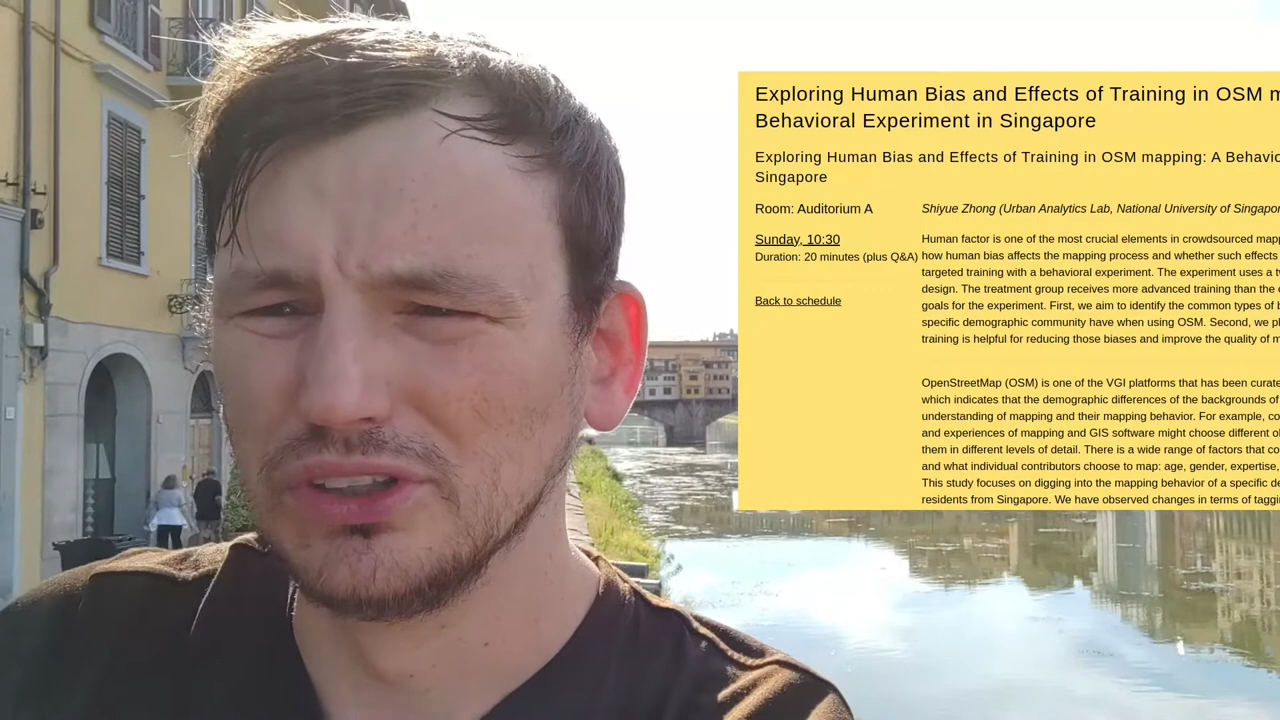 Exploring Human Bias and Effects of Training in OSM
Behavioral Experiment in Singapore
Exploring Human Bias and Effects of Training in OSM mapping: A
Singapore
Room: Auditorium A
Shiyue Zhong (Urban Analytics Lab, National University of
Sunday, 10:30
Duration: 20 minutes (plus Q&A)
Back to schedule
Human factor is one of the most crucial elements in crowdsourced
how human bias affects the mapping process and whether such effects
targeted training with a behavioral experiment. The experiment uses a
design. The treatment group receives more advanced training than the
goals for the experiment. First, we aim to identify the common types of
specific demographic community have when using OSM. Second, we
training is helpful for reducing those biases and improve the quality of
OpenStreetMap (OSM) is one of the VGI platforms that has been
which indicates that the demographic differences of the backgrounds of
understanding of mapping and their mapping behavior. For example,
and experiences of mapping and GIS software might choose different
them in different levels of detail. There is a wide range of factors that
and what individual contributors choose to map: age, gender, expertise,
This study focuses on digging into the mapping behavior of a specific
residents from Singapore. We have observed changes in terms of